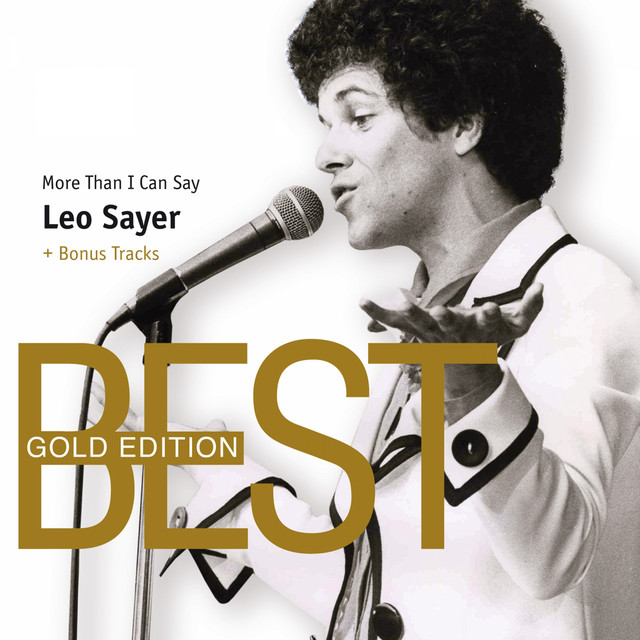 More Than I Can Say
Leo Sayer
+ Bonus Tracks
BEST
GOLD EDITION